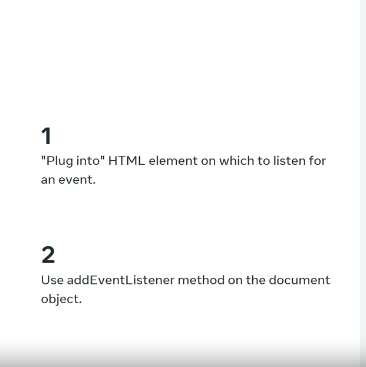 1
"Plug into" HTML element on which to listen for
an event.
2
Use addEventListener method on the document
object.